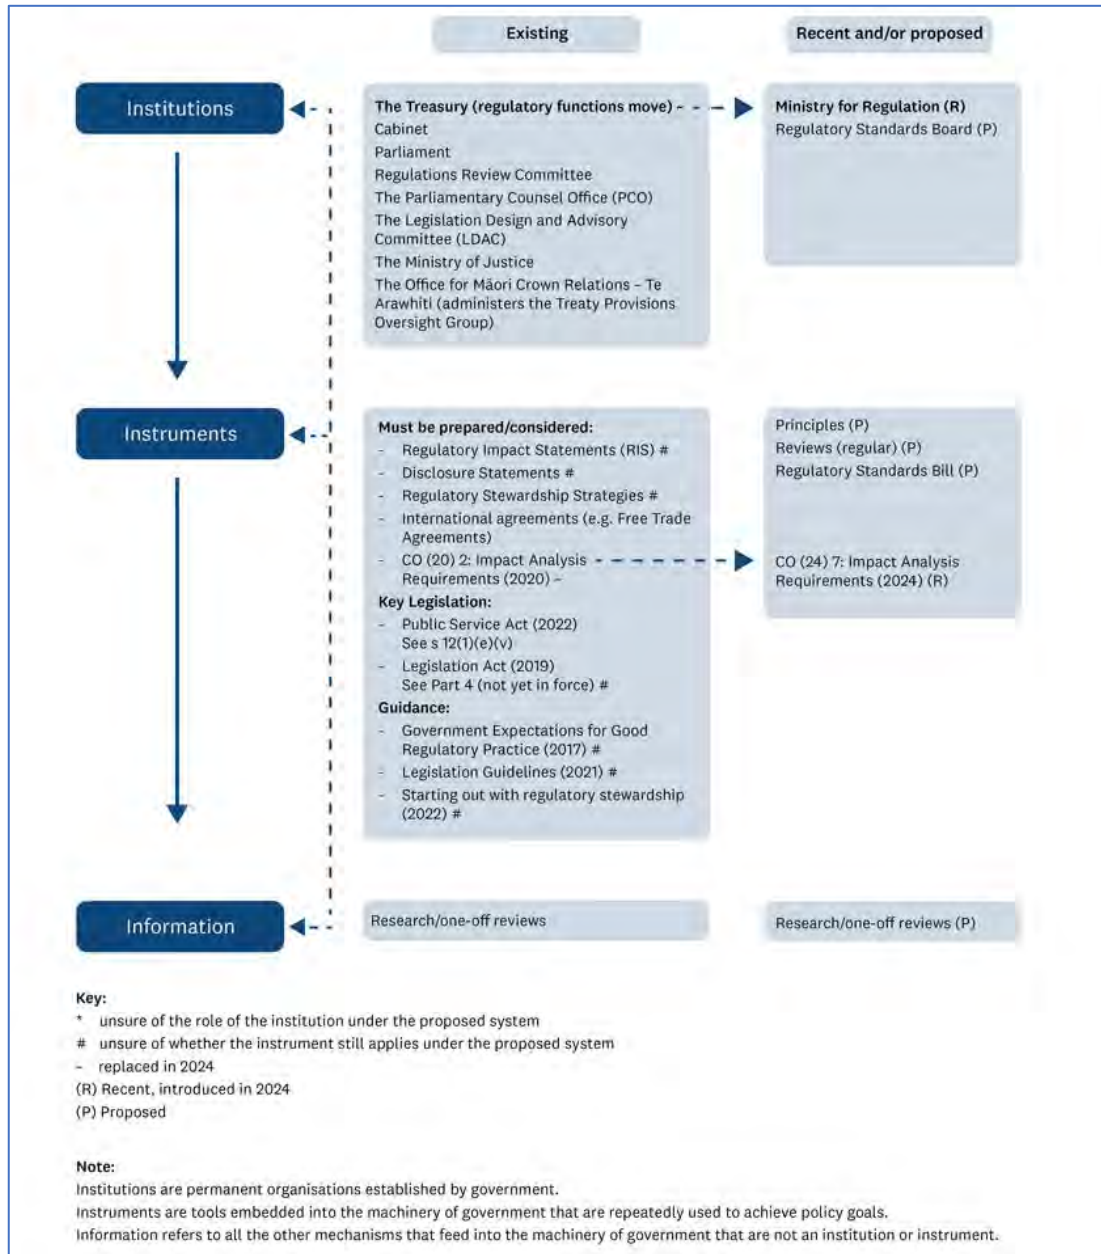 Existing
Recent and/or proposed
Institutions
The Treasury (regulatory functions move) -
Cabinet
Parliament
Regulations Review Committee
The Parliamentary Counsel Office (PCO)
The Legislation Design and Advisory
Committee (LDAC)
The Ministry of Justice
The Office for Māori Crown Relations – Te
Arawhiti (administers the Treaty Provisions
Oversight Group)
Ministry for Regulation (R)
Regulatory Standards Board (P)
Instruments
Must be prepared/considered:
- Regulatory Impact Statements (RIS) #
- Disclosure Statements #
- Regulatory Stewardship Strategies #
- International agreements (e.g. Free Trade
Agreements)
- CO (20) 2: Impact Analysis
Requirements (2020) –
Key Legislation:
- Public Service Act (2022)
See s 12(1)(e)(v)
- Legislation Act (2019)
See Part 4 (not yet in force) #
Guidance:
- Government Expectations for Good
Regulatory Practice (2017) #
- Legislation Guidelines (2021) #
- Starting out with regulatory stewardship
(2022) #
Principles (P)
Reviews (regular) (P)
Regulatory Standards Bill (P)
CO (24) 7: Impact Analysis
Requirements (2024) (R)
Information
Research/one-off reviews
Research/one-off reviews (P)
Key:
* unsure of the role of the institution under the proposed system
# unsure of whether the instrument still applies under the proposed system
– replaced in 2024
(R) Recent, introduced in 2024
(P) Proposed
Note:
Institutions are permanent organisations established by government.
Instruments are tools embedded into the machinery of government that are repeatedly used to achieve policy goals.
Information refers to all the other mechanisms that feed into the machinery of government that are not an institution or instrument.